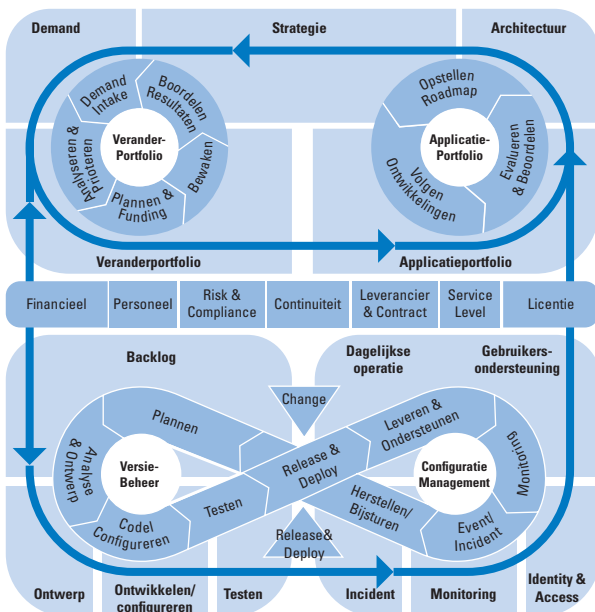 Demand
Strategie
Architectuur
Demand
Intake
Boordelen
Resultaten
Bewaken
Plannen &
Funding
Analyseren &
Prioteren
Verander-
Portfolio
Opstellen
Roadmap
Evalueren
& Beoordelen
Volgen
Ontwikkelingen
Applicatie-
Portfolio
Veranderportfolio
Applicatieportfolio
Financieel
Personeel
Risk &
Compliance
Continuiteit
Leverancier
& Contract
Service
Level
Licentie
Backlog
Dagelijkse
operatie
Gebruikers-
ondersteuning
Change
Plannen
Analyse
& Ontwerp
Versie-
Beheer
Codel
Configureren
Testen
Release &
Deploy
Leveren &
Ondersteunen
Configuratie
Management
Monitoring
Event/
Incident
Herstellen/
Bijsturen
Release&
Deploy
Ontwerp
Ontwikkelen/
configureren
Testen
Incident
Monitoring
Identity &
Access